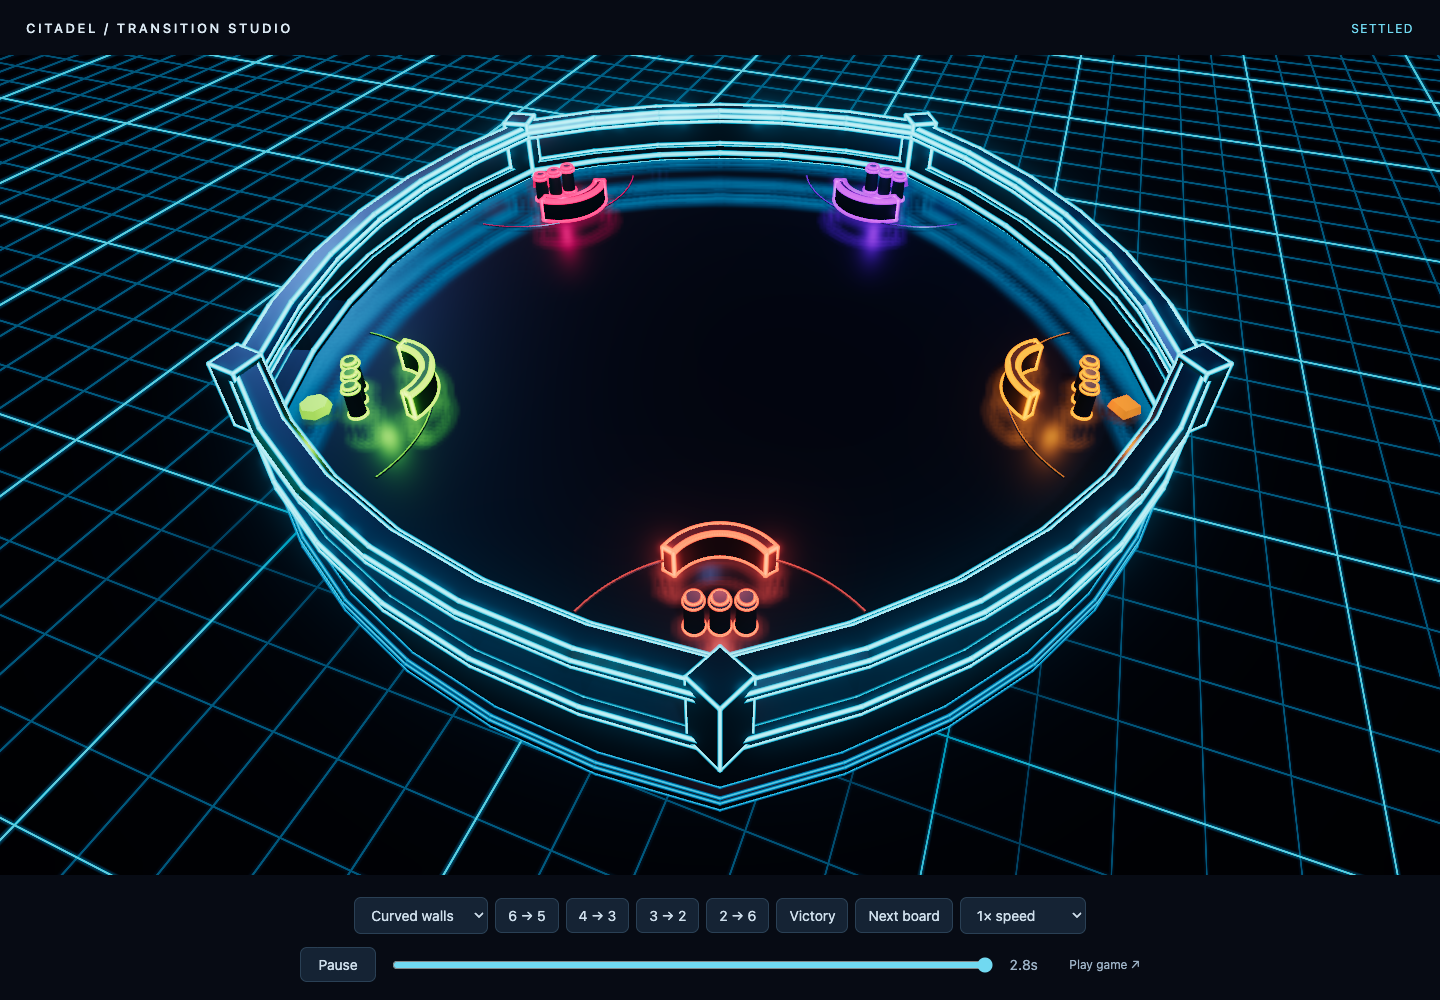 CITADEL / TRANSITION STUDIO
SETTLED
Curved walls
6 → 5
4 → 3
3 → 2
2 → 6
Victory
Next board
1× speed
Pause
2.8s
Play game ↗